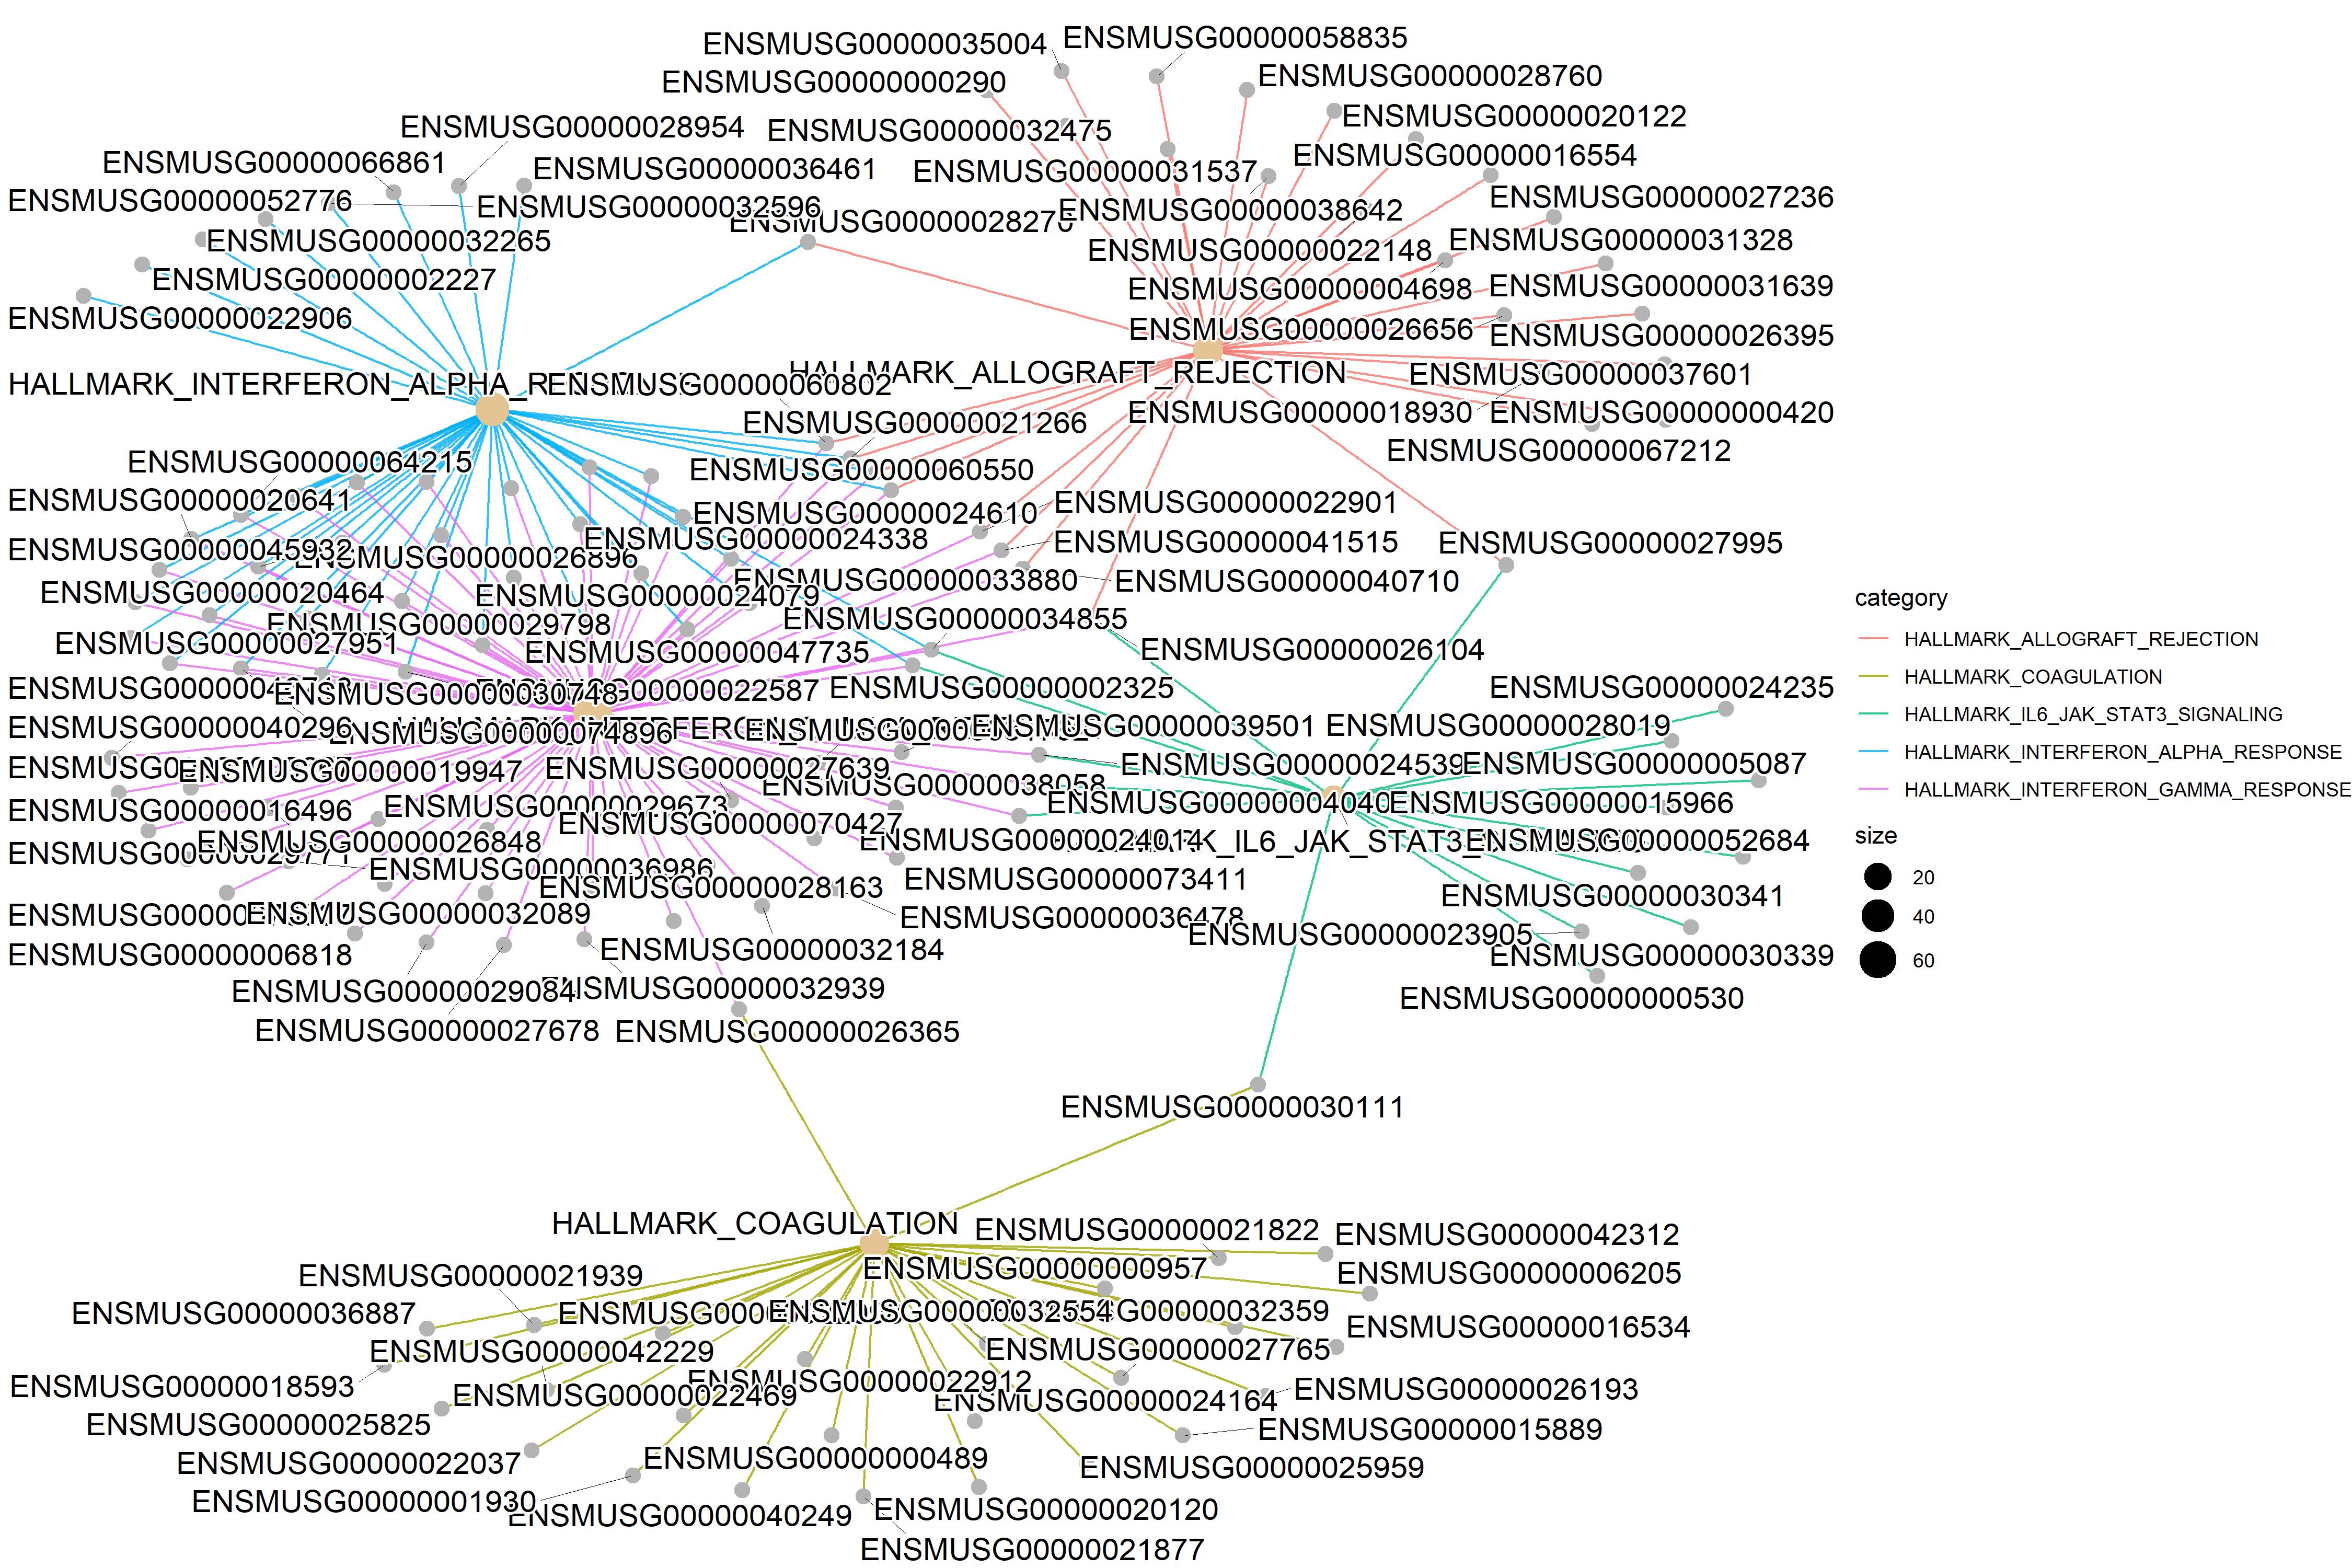 ENSMUSG00000035004
ENSMUSG00000058835
ENSMUSG00000000290
ENSMUSG00000028760
ENSMUSG00000020122
ENSMUSG00000028954
ENSMUSG00000032475
ENSMUSG00000016554
ENSMUSG00000066861
ENSMUSG00000036461
ENSMUSG00000031537
ENSMUSG00000052776
ENSMUSG00000032596
ENSMUSG00000027236
ENSMUSG00000038642
ENSMUSG00000032265
ENSMUSG00000022148
ENSMUSG00000031328
ENSMUSG00000002227
ENSMUSG00000004698
ENSMUSG00000031639
ENSMUSG00000022906
ENSMUSG00000026656
ENSMUSG00000026395
ENSMUSG00000060802
HALLMARK_ALLOGRAFT_REJECTION
ENSMUSG00000037601
ENSMUSG00000018930
ENSMUSG00000000420
ENSMUSG00000021266
ENSMUSG00000067212
ENSMUSG00000064215
ENSMUSG00000060550
ENSMUSG00000020641
ENSMUSG00000022901
ENSMUSG00000024610
ENSMUSG00000024338
ENSMUSG00000041515
ENSMUSG00000027995
ENSMUSG00000045932
ENSMUSG00000026896
ENSMUSG00000033880
ENSMUSG00000040710
ENSMUSG00000020464
ENSMUSG00000024079
ENSMUSG00000034855
ENSMUSG00000029798
ENSMUSG00000027951
ENSMUSG00000047735
ENSMUSG00000026104
ENSMUSG00000030748
ENSMUSG00000022587
ENSMUSG00000002325
ENSMUSG00000024235
ENSMUSG00000040296
ENSMUSG00000074896
ENSMUSG00000039501
ENSMUSG00000028019
ENSMUSG00000019947
ENSMUSG00000027639
ENSMUSG00000024539
ENSMUSG00000005087
ENSMUSG00000038058
ENSMUSG00000016496
ENSMUSG00000029673
ENSMUSG00000015966
ENSMUSG00000070427
ENSMUSG00000026848
ENSMUSG00000024014
ENSMUSG00000052684
ENSMUSG00000036986
ENSMUSG00000028163
ENSMUSG00000073411
ENSMUSG00000030341
ENSMUSG00000032089
ENSMUSG00000036478
ENSMUSG00000023905
ENSMUSG00000006818
ENSMUSG00000032184
ENSMUSG00000030339
ENSMUSG00000029084
ENSMUSG00000032939
ENSMUSG00000000530
ENSMUSG00000027678
ENSMUSG00000026365
ENSMUSG00000030111
HALLMARK_COAGULATION
ENSMUSG00000021822
ENSMUSG00000042312
ENSMUSG00000021939
ENSMUSG00000000957
ENSMUSG00000006205
ENSMUSG00000036887
ENSMUSG00000032554
ENSMUSG00000016534
ENSMUSG00000042229
ENSMUSG00000027765
ENSMUSG00000018593
ENSMUSG00000022469
ENSMUSG00000022912
ENSMUSG00000024164
ENSMUSG00000026193
ENSMUSG00000025825
ENSMUSG00000015889
ENSMUSG00000022037
ENSMUSG00000000489
ENSMUSG00000025959
ENSMUSG00000001930
ENSMUSG00000040249
ENSMUSG00000020120
ENSMUSG00000021877
category
HALLMARK_ALLOGRAFT_REJECTION
HALLMARK_COAGULATION
HALLMARK_IL6_JAK_STAT3_SIGNALING
HALLMARK_INTERFERON_ALPHA_RESPONSE
HALLMARK_INTERFERON_GAMMA_RESPONSE
size
20
40
60